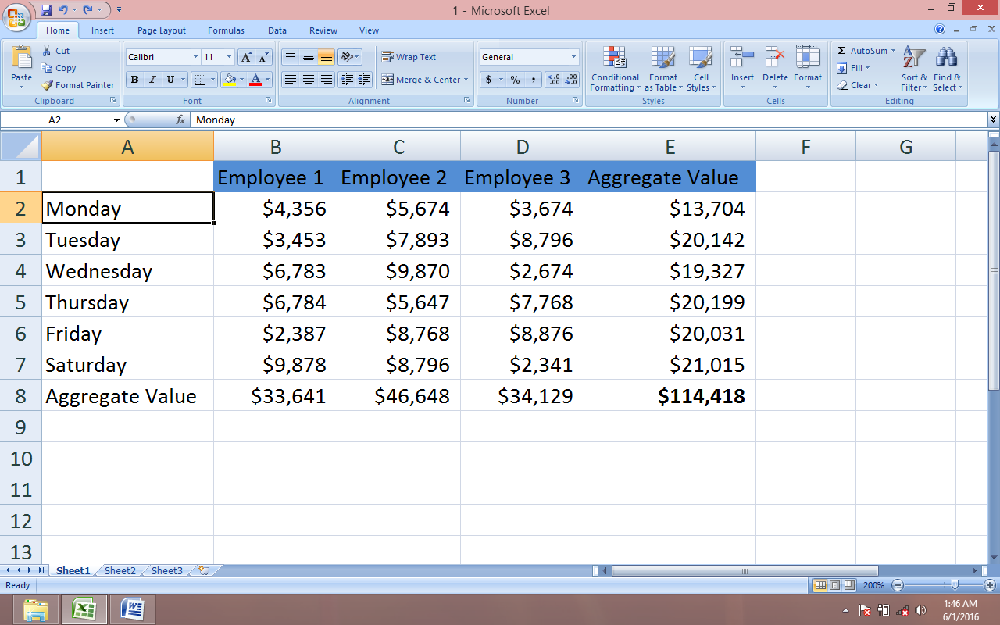 1 - Microsoft Excel
Home Insert Page Layout Formulas Data Review View
Paste
Cut
Copy
Format Painter
Clipboard
Calibri 11
B I U
Font
Wrap Text
Merge & Center
Alignment
General
$ % ,
Number
Conditional Formatting
Format as Table
Cell Styles
Styles
Insert Delete Format
Cells
Σ AutoSum
Fill
Clear
Sort & Filter
Find & Select
Editing
A2 fx Monday
A B C D E F G
1 Employee 1 Employee 2 Employee 3 Aggregate Value
2 Monday $4,356 $5,674 $3,674 $13,704
3 Tuesday $3,453 $7,893 $8,796 $20,142
4 Wednesday $6,783 $9,870 $2,674 $19,327
5 Thursday $6,784 $5,647 $7,768 $20,199
6 Friday $2,387 $8,768 $8,876 $20,031
7 Saturday $9,878 $8,796 $2,341 $21,015
8 Aggregate Value $33,641 $46,648 $34,129 $114,418
9
10
11
12
13
Sheet1 Sheet2 Sheet3
Ready 200%
1:46 AM
6/1/2016